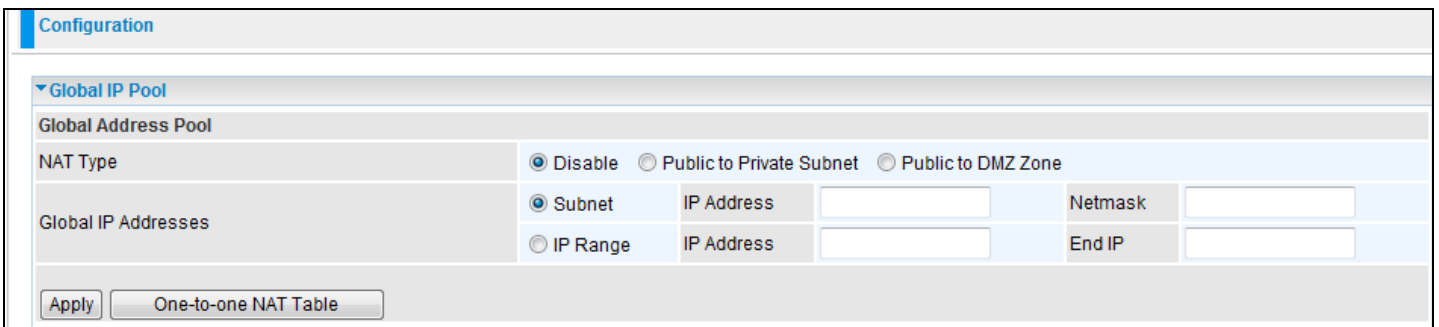 Configuration
Global IP Pool
Global Address Pool
NAT Type Disable Public to Private Subnet Public to DMZ Zone
Global IP Addresses Subnet IP Address Netmask
IP Range IP Address End IP
Apply One-to-one NAT Table